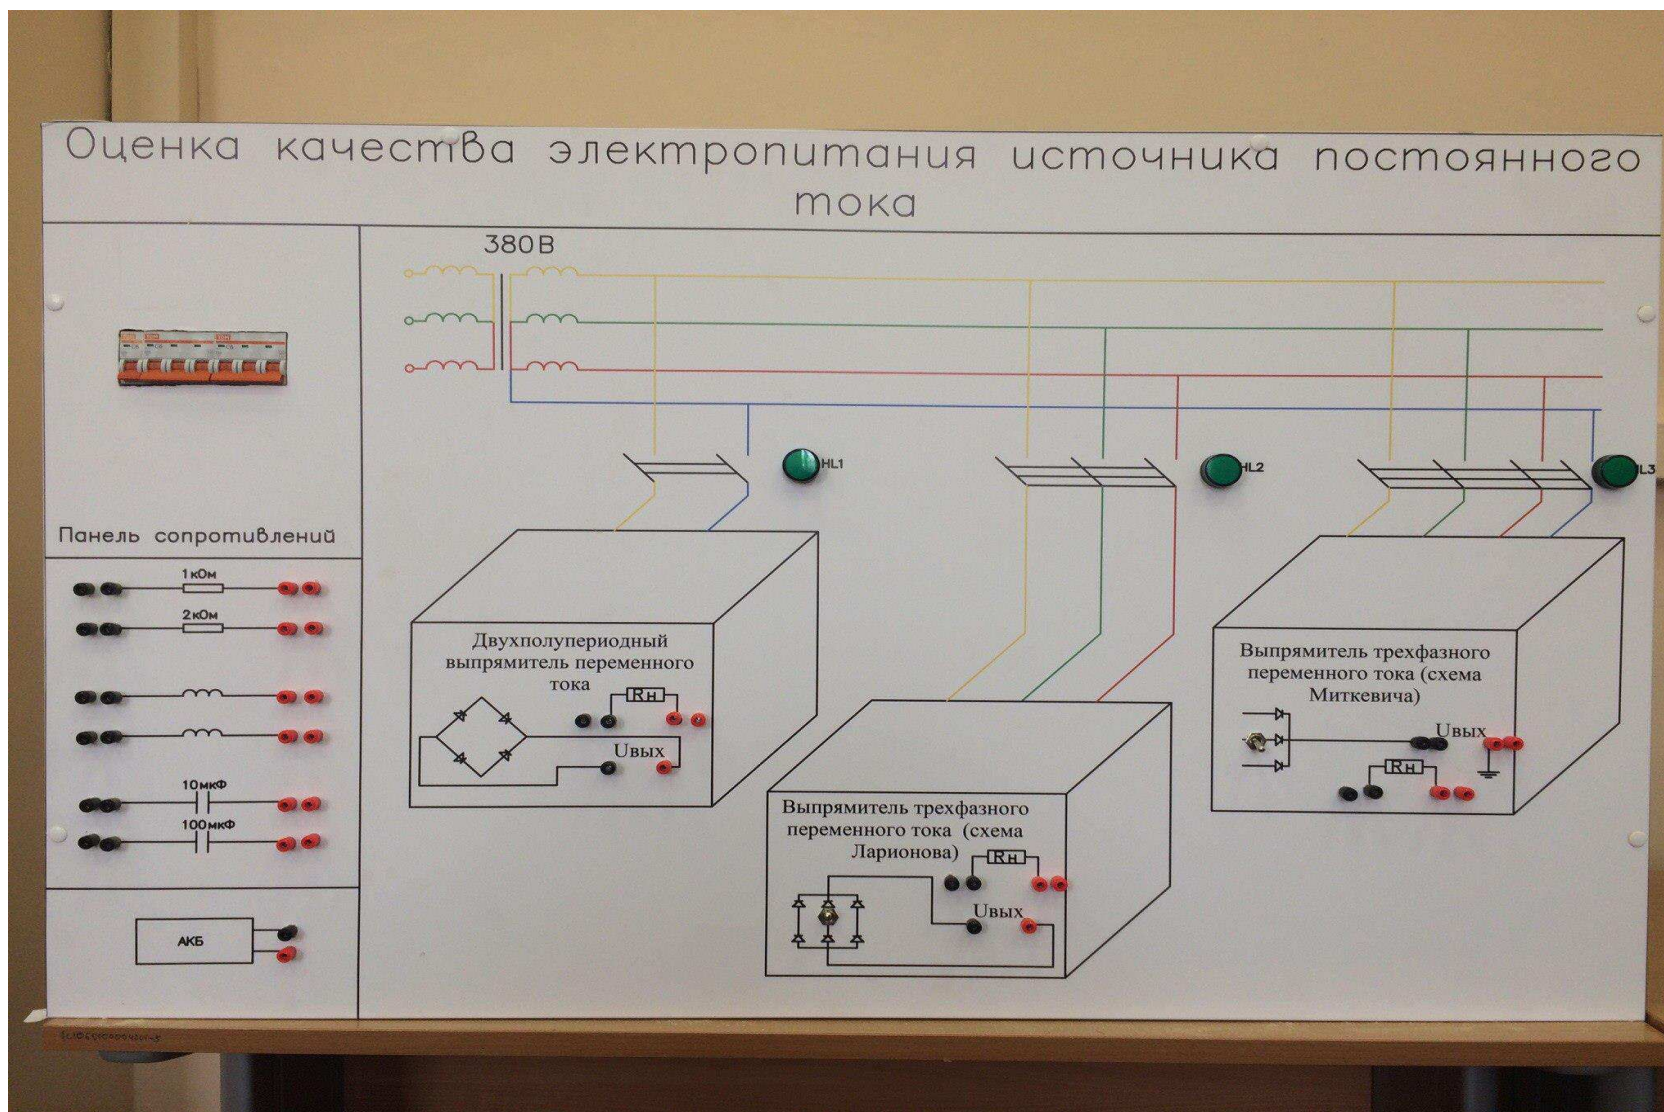 Оценка качества электропитания источника постоянного
тока
380В
HL1
HL2
Панель сопротивлений
1кОм
2кОм
10мкФ
100мкФ
АКБ
Двухполупериодный
выпрямитель переменного
тока
Rн
Uвых
Выпрямитель трехфазного
переменного тока (схема
Ларионова)
Rн
Uвых
Выпрямитель трехфазного
переменного тока (схема
Миткевича)
Uвых
Rн